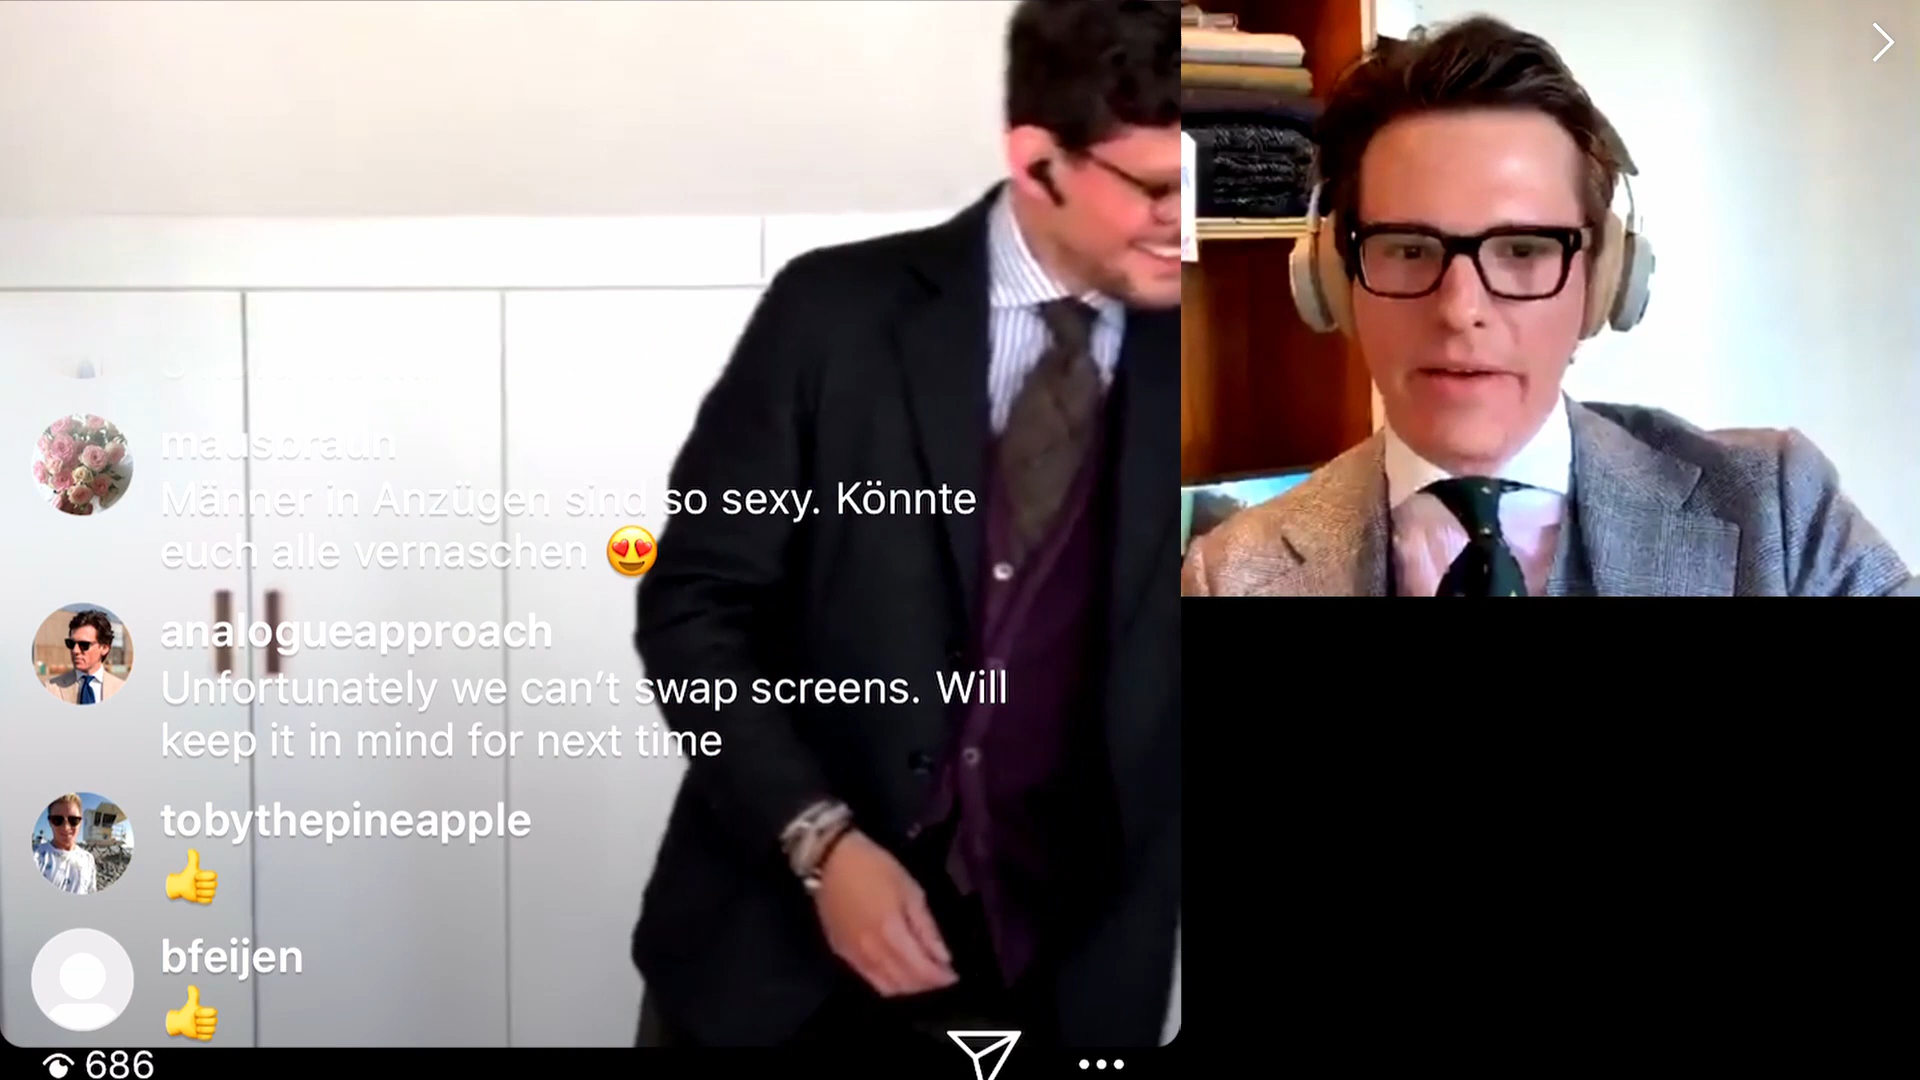 mausbraun
Männer in Anzügen sind so sexy. Könnte
euch alle vernaschen 😍
analogueapproach
Unfortunately we can’t swap screens. Will
keep it in mind for next time
tobythepineapple
👍
bfeijen
👍
686